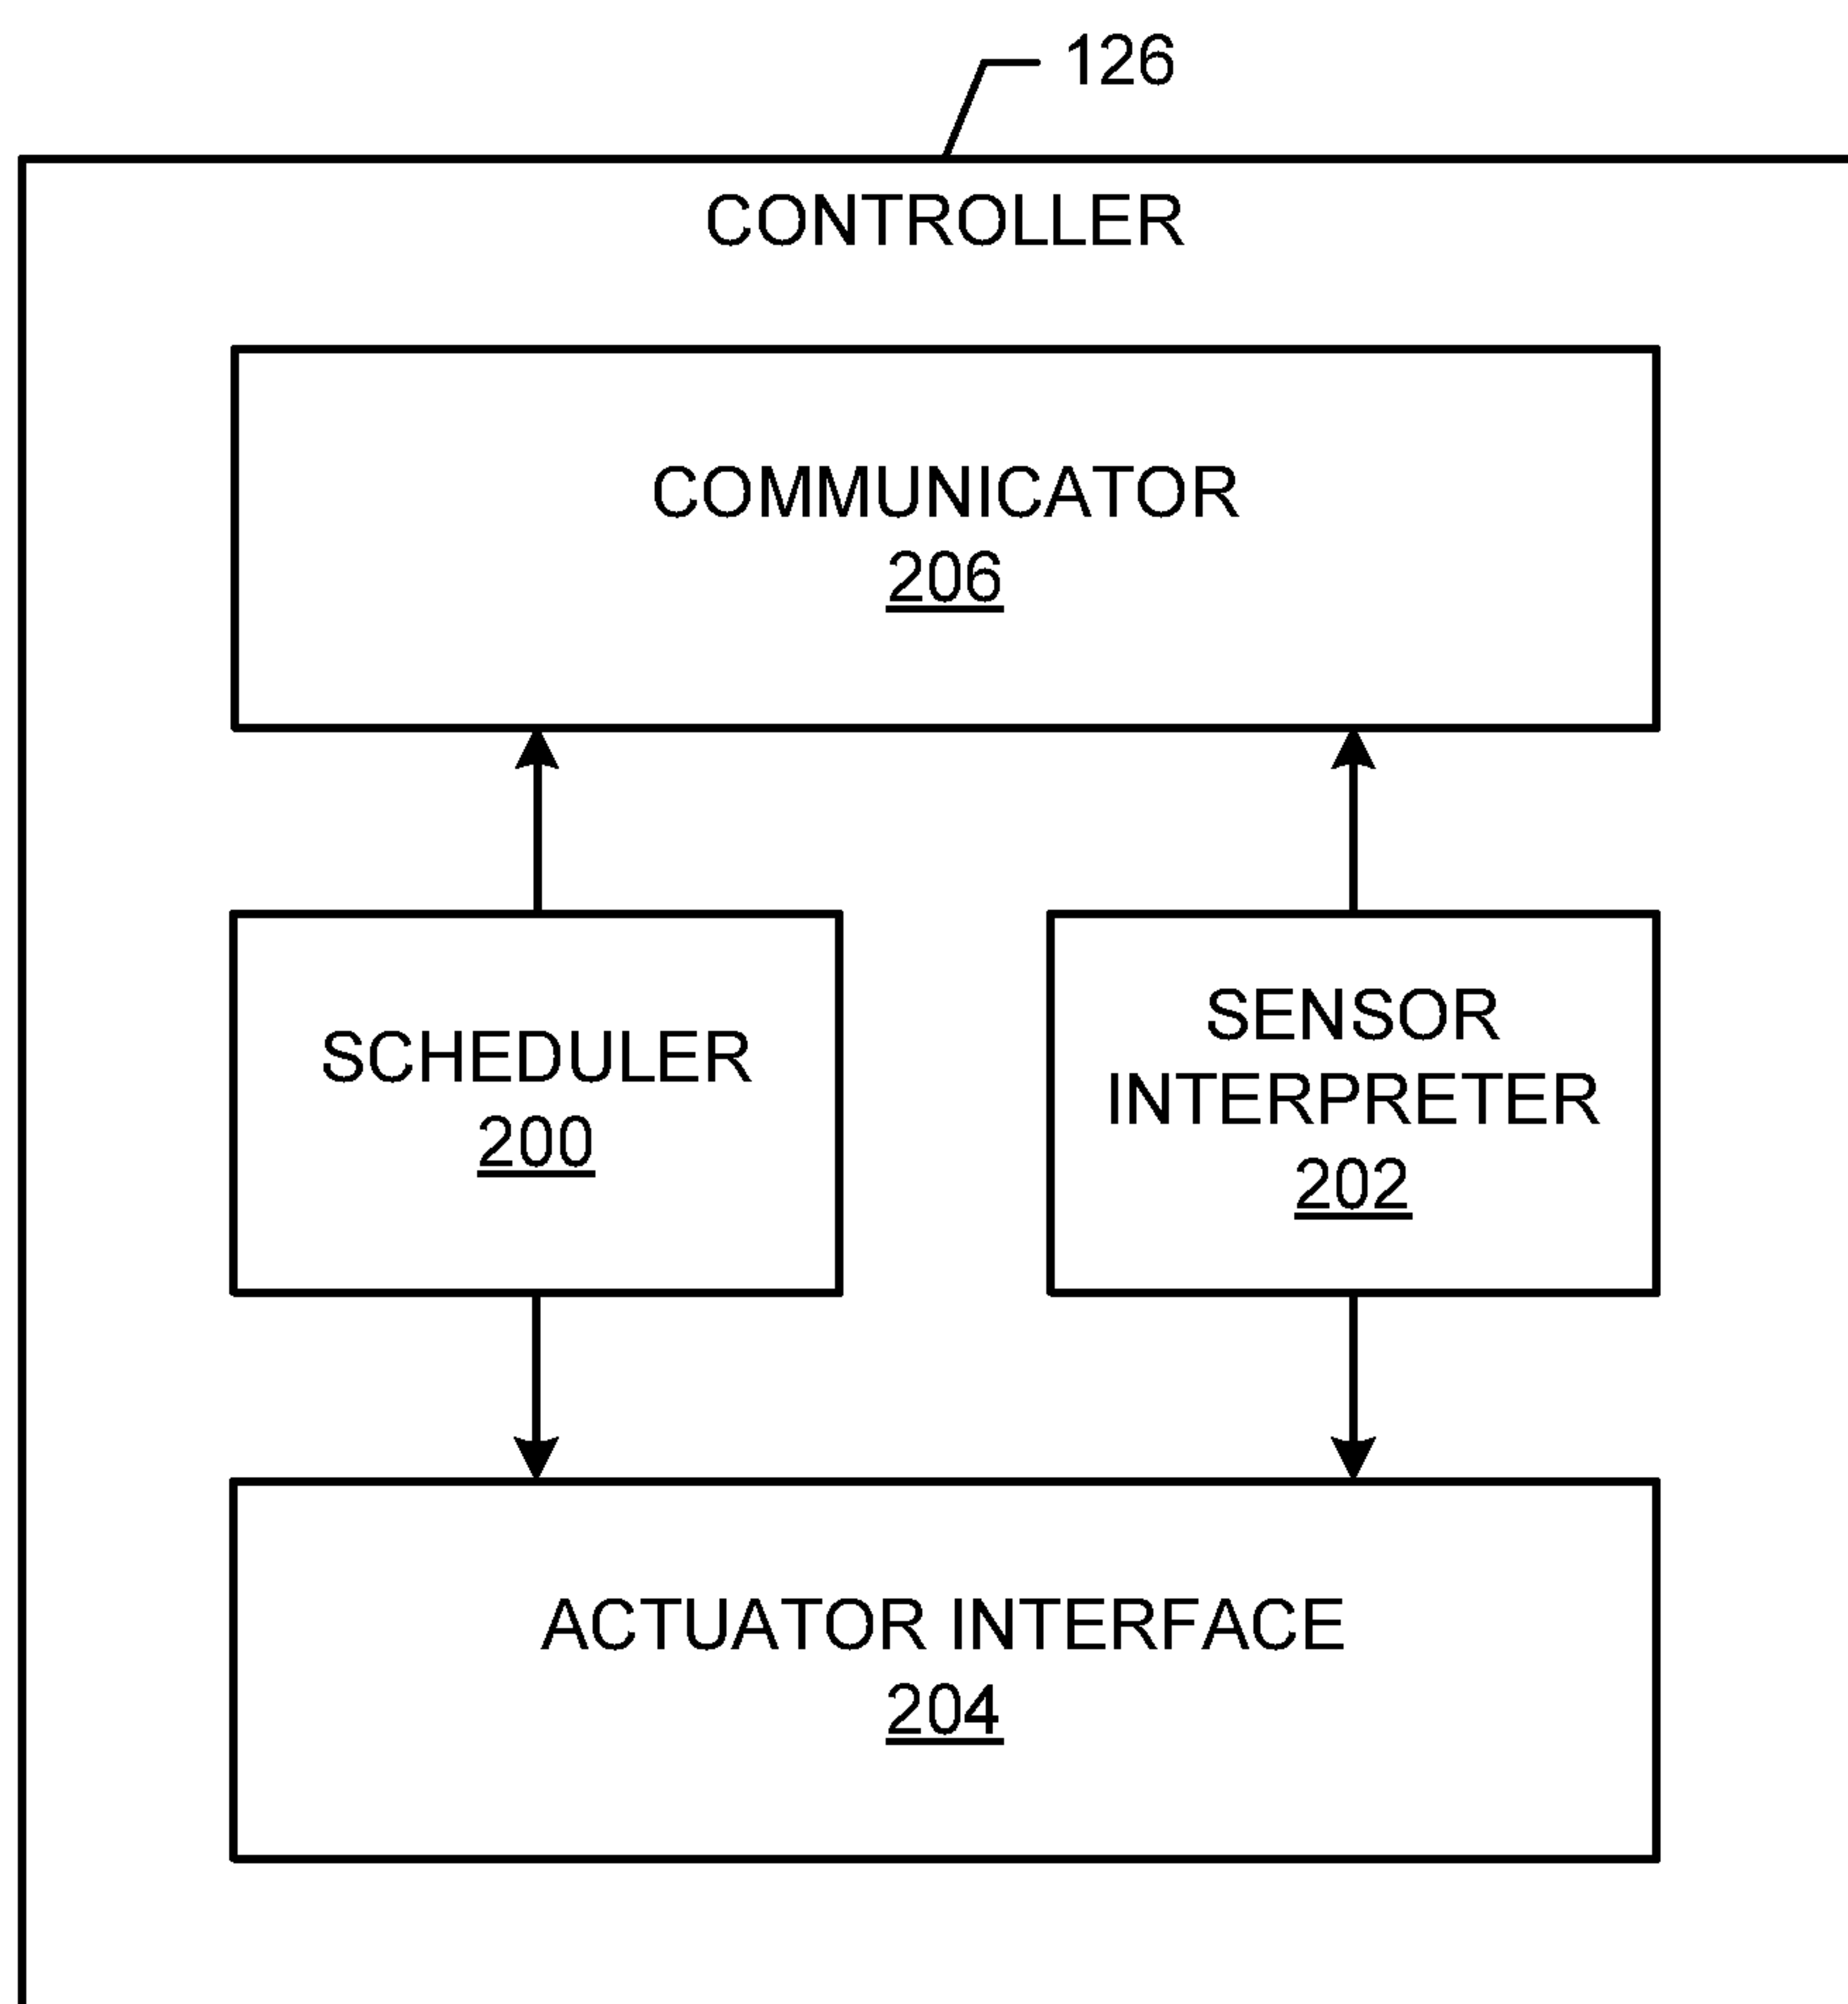 126
CONTROLLER
COMMUNICATOR
206
SCHEDULER
200
SENSOR
INTERPRETER
202
ACTUATOR INTERFACE
204